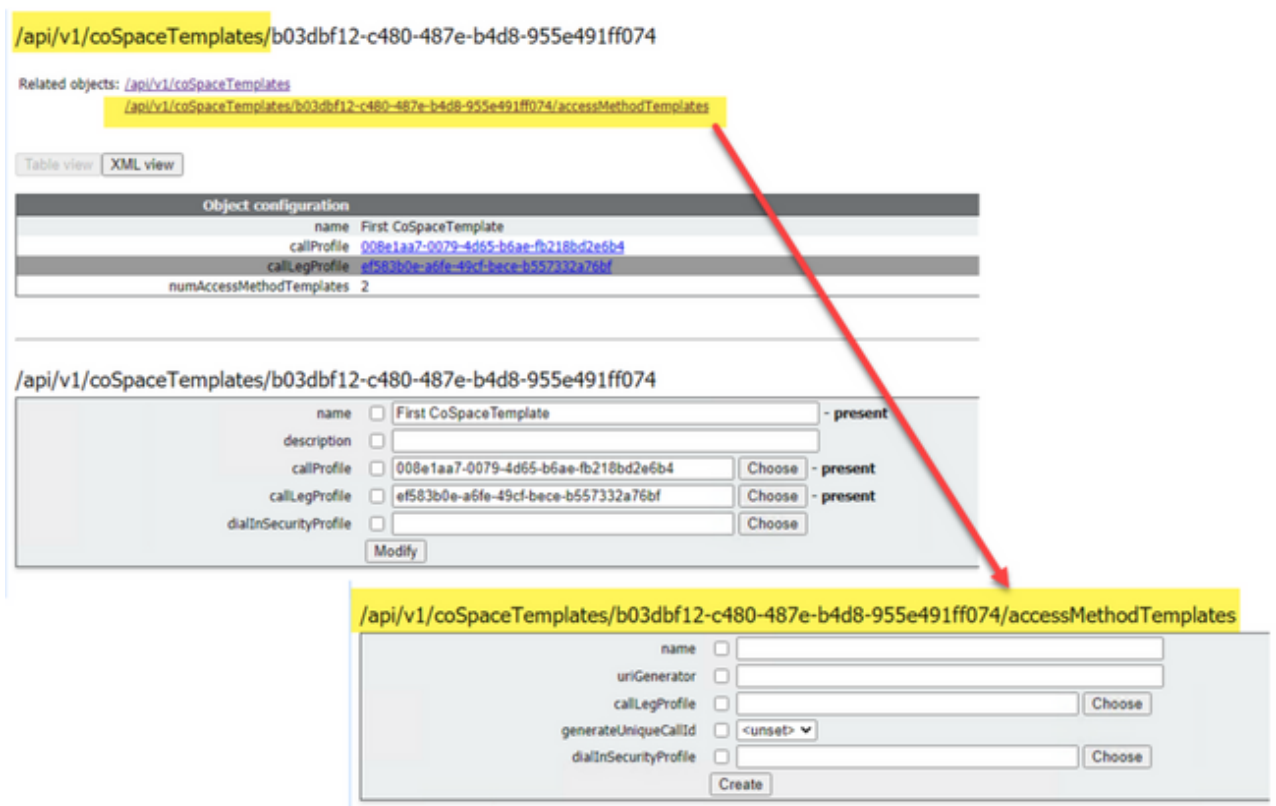 /api/v1/coSpaceTemplates/b03dbf12-c480-487e-b4d8-955e491ff074
Related objects: /api/v1/coSpaceTemplates
/api/v1/coSpaceTemplates/b03dbf12-c480-487e-b4d8-955e491ff074/accessMethodTemplates
Table view XML view
Object configuration
name First CoSpaceTemplate
callProfile 008e1aa7-0079-4d65-b6ae-fb218bd2e6b4
callLegProfile ef583b0e-a6fe-49cf-bece-b557332a76bf
numAccessMethodTemplates 2
/api/v1/coSpaceTemplates/b03dbf12-c480-487e-b4d8-955e491ff074
name First CoSpaceTemplate - present
description
callProfile 008e1aa7-0079-4d65-b6ae-fb218bd2e6b4 Choose - present
callLegProfile ef583b0e-a6fe-49cf-bece-b557332a76bf Choose - present
dialInSecurityProfile Choose
Modify
/api/v1/coSpaceTemplates/b03dbf12-c480-487e-b4d8-955e491ff074/accessMethodTemplates
name
uriGenerator
callLegProfile Choose
generateUniqueCallId <unset>
dialInSecurityProfile Choose
Create